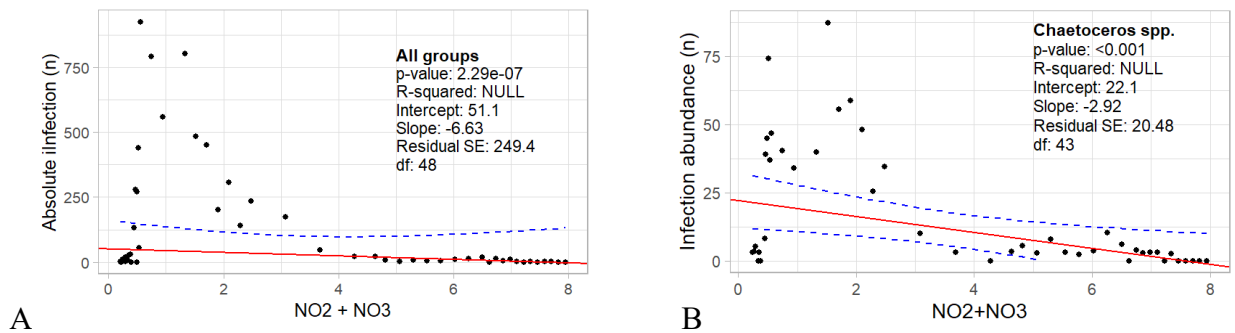 Absolute iInfection (n)
750
500
250
0
0
2
4
6
8
NO2 + NO3
All groups
p-value: 2.29e-07
R-squared: NULL
Intercept: 51.1
Slope: -6.63
Residual SE: 249.4
df: 48
A
Infection abundance (n)
75
50
25
0
0
2
4
6
8
NO2+NO3
Chaetoceros spp.
p-value: <0.001
R-squared: NULL
Intercept: 22.1
Slope: -2.92
Residual SE: 20.48
df: 43
B